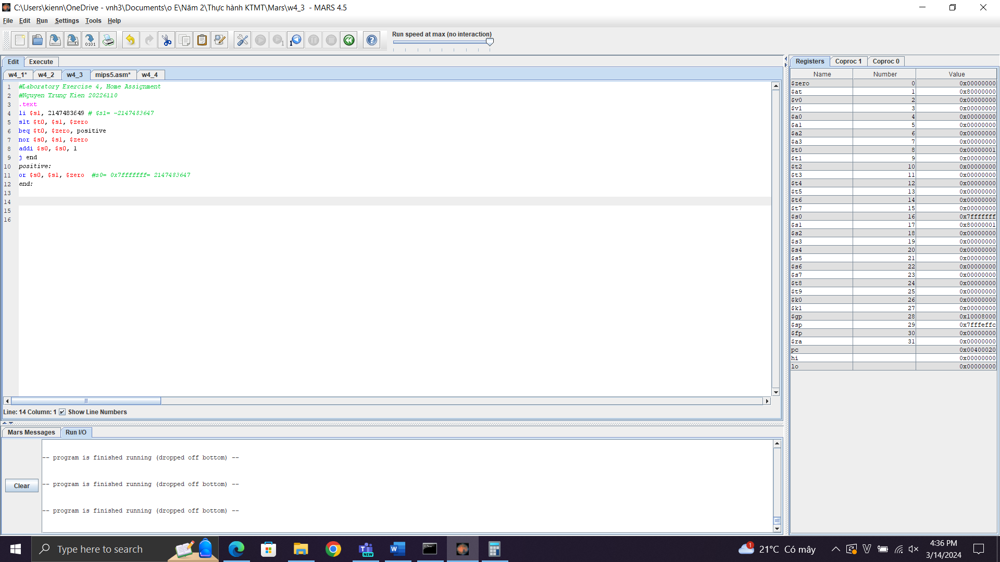 C:\Users\kienn\OneDrive - vnh3\Documents\o E\Năm 2\Thực hành KTMT\Mars\w4_3 - MARS 4.5
File Edit Run Settings Tools Help
Run speed at max (no interaction)
0101
1
1
Edit Execute
w4_1* w4_2 w4_3 mips5.asm* w4_4
1 #Laboratory Exercise 4, Home Assignment
2 #Nguyen Trung Kien 20226110
3 .text
4 li $s1, 2147483649 # $s1= -2147483647
5 slt $t0, $s1, $zero
6 beq $t0, $zero, positive
7 nor $s0, $s1, $zero
8 addi $s0, $s0, 1
9 j end
10 positive:
11 or $s0, $s1, $zero #s0= 0x7fffffff= 2147483647
12 end:
13
14
15
16
Line: 14 Column: 1 Show Line Numbers
Mars Messages Run I/O
Clear
-- program is finished running (dropped off bottom) --
-- program is finished running (dropped off bottom) --
-- program is finished running (dropped off bottom) --
Registers Coproc 1 Coproc 0
Name Number Value
$zero 0 0x00000000
$at 1 0x80000000
$v0 2 0x00000000
$v1 3 0x00000000
$a0 4 0x00000000
$a1 5 0x00000000
$a2 6 0x00000000
$a3 7 0x00000000
$t0 8 0x00000001
$t1 9 0x00000000
$t2 10 0x00000000
$t3 11 0x00000000
$t4 12 0x00000000
$t5 13 0x00000000
$t6 14 0x00000000
$t7 15 0x00000000
$s0 16 0x7fffffff
$s1 17 0x80000001
$s2 18 0x00000000
$s3 19 0x00000000
$s4 20 0x00000000
$s5 21 0x00000000
$s6 22 0x00000000
$s7 23 0x00000000
$t8 24 0x00000000
$t9 25 0x00000000
$k0 26 0x00000000
$k1 27 0x00000000
$gp 28 0x10008000
$sp 29 0x7fffeffc
$fp 30 0x00000000
$ra 31 0x00000000
pc 0x00400020
hi 0x00000000
lo 0x00000000
Type here to search
NEW
1
21°C Có mây
V
4:36 PM
3/14/2024